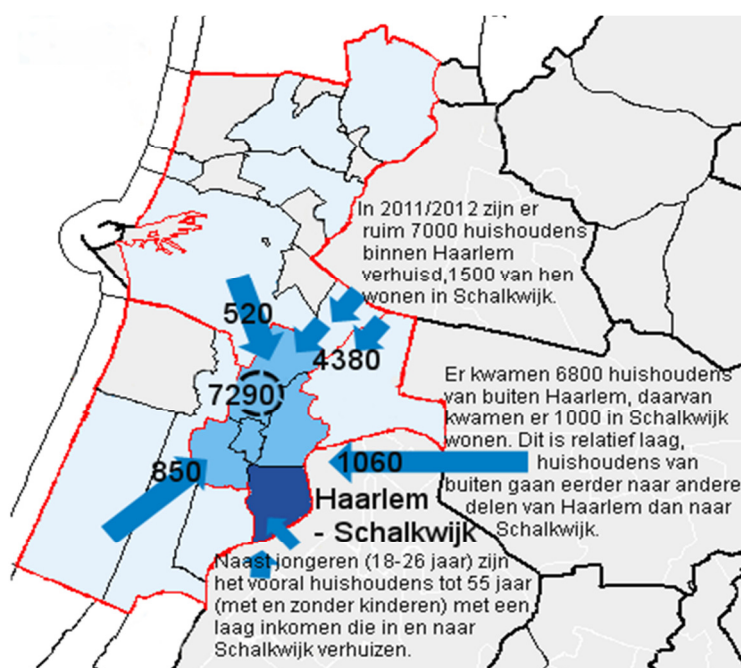 In 2011/2012 zijn er
ruim 7000 huishoudens
binnen Haarlem
verhuisd,1500 van hen
wonen in Schalkwijk.
520
4380
7290
Er kwamen 6800 huishoudens
van buiten Haarlem, daarvan
kwamen er 1000 in Schalkwijk
wonen. Dit is relatief laag,
huishoudens van
buiten gaan eerder naar andere
delen van Haarlem dan naar
Schalkwijk.
850
1060
Haarlem
- Schalkwijk
Naast jongeren (18-26 jaar) zijn
het vooral huishoudens tot 55 jaar
(met en zonder kinderen) met een
laag inkomen die in en naar
Schalkwijk verhuizen.